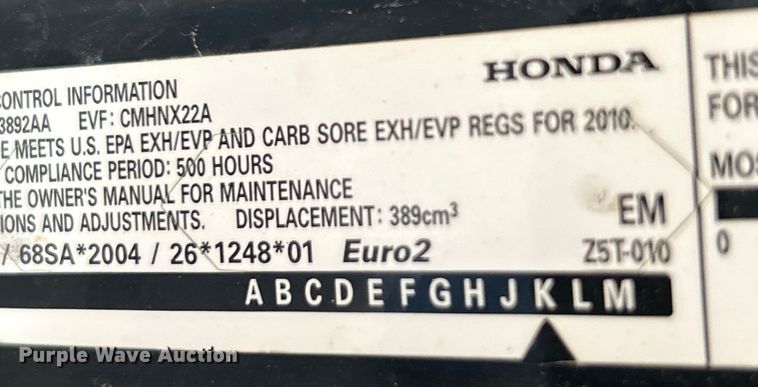 HONDA
CONTROL INFORMATION
3892AA EVF: CMHNX22A
E MEETS U.S. EPA EXH/EVP AND CARB SORE EXH/EVP REGS FOR 2010.
COMPLIANCE PERIOD: 500 HOURS
THE OWNER'S MANUAL FOR MAINTENANCE
IONS AND ADJUSTMENTS. DISPLACEMENT: 389cm³
EM
/ 68SA*2004 / 26*1248*01 Euro2 Z5T-010
A B C D E F G H J K L M
THIS
FOR
MOS
0
Purple Wave Auction